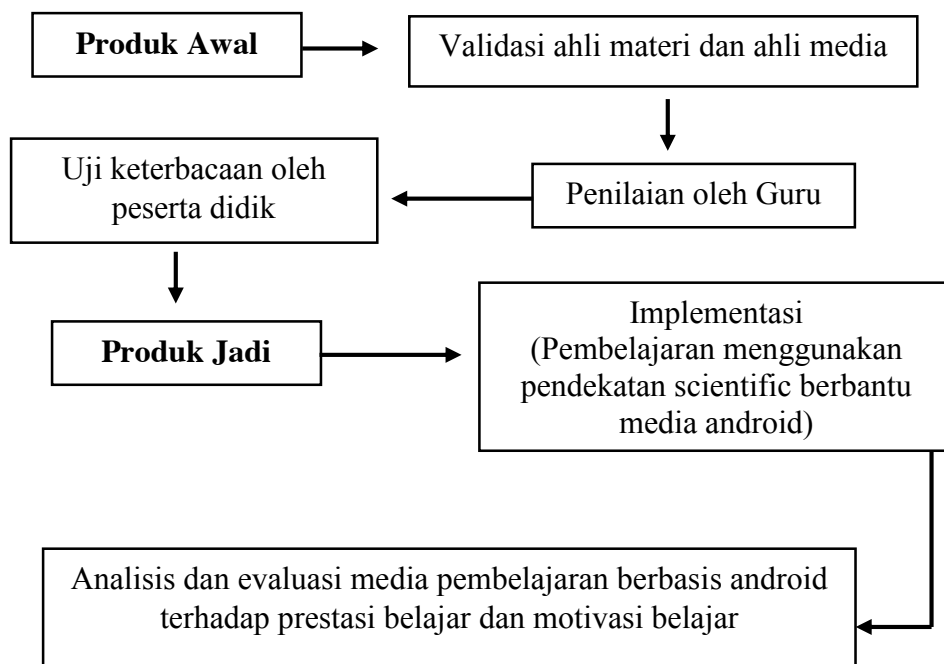 Produk Awal
Validasi ahli materi dan ahli media
Penilaian oleh Guru
Uji keterbacaan oleh
peserta didik
Produk Jadi
Implementasi
(Pembelajaran menggunakan
pendekatan scientific berbantu
media android)
Analisis dan evaluasi media pembelajaran berbasis android
terhadap prestasi belajar dan motivasi belajar